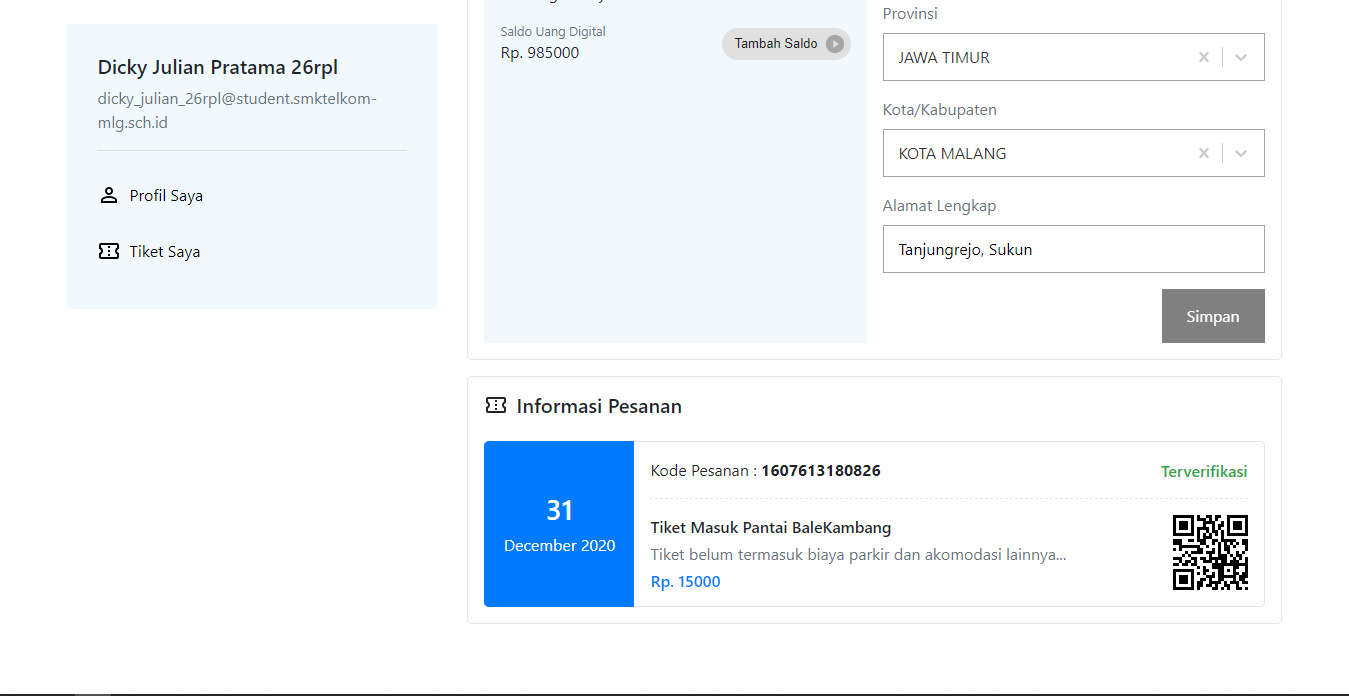 Dicky Julian Pratama 26rpl
dicky_julian_26rpl@student.smktelkom-
mlg.sch.id
Profil Saya
Tiket Saya
Saldo Uang Digital
Rp. 985000
Tambah Saldo
Provinsi
JAWA TIMUR
Kota/Kabupaten
KOTA MALANG
Alamat Lengkap
Tanjungrejo, Sukun
Simpan
Informasi Pesanan
31
December 2020
Kode Pesanan : 1607613180826
Terverifikasi
Tiket Masuk Pantai BaleKambang
Tiket belum termasuk biaya parkir dan akomodasi lainnya...
Rp. 15000